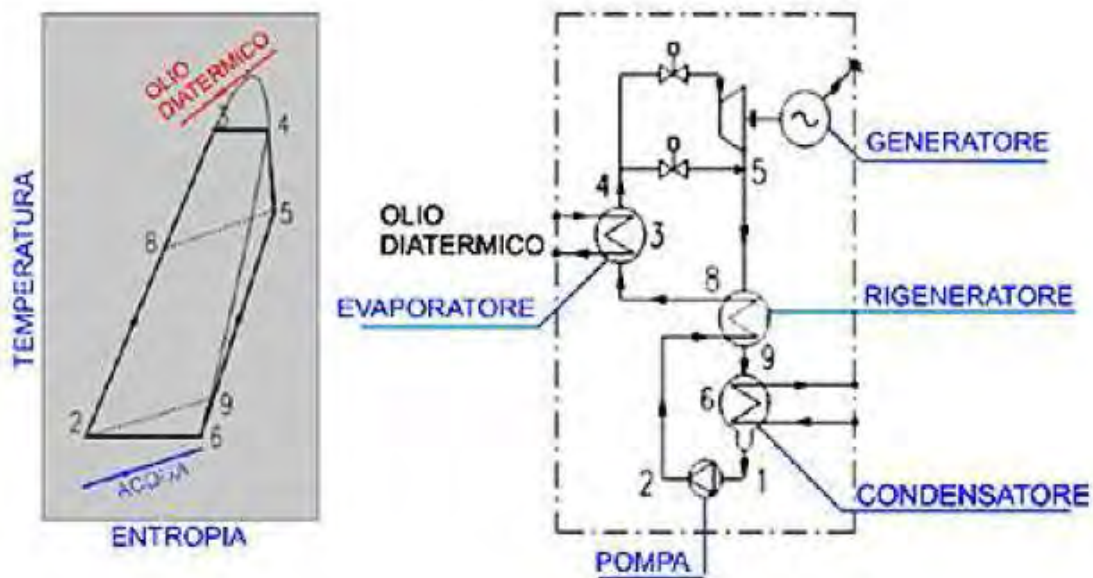 TEMPERATURA
OLIO
DIATERMICO
3
4
5
8
2
9
6
ACQUA
ENTROPIA
4
5
GENERATORE
OLIO
DIATERMICO
3
EVAPORATORE
8
RIGENERATORE
9
6
2
1
CONDENSATORE
POMPA